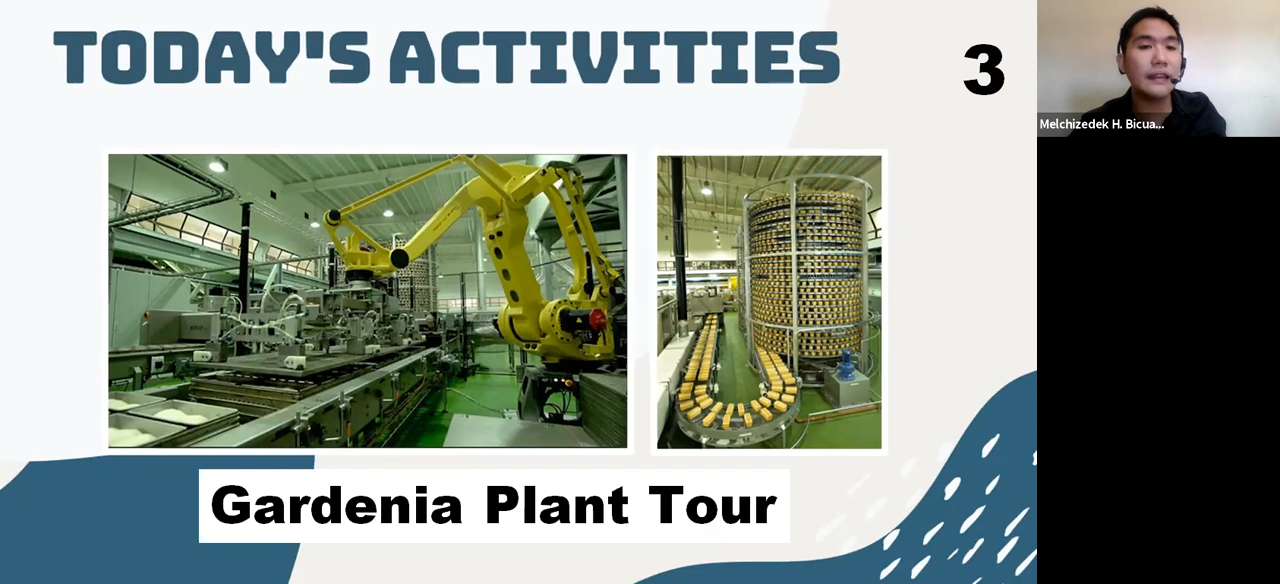 TODAY'S ACTIVITIES
3
Melchizedek H. Bicua...
Gardenia Plant Tour